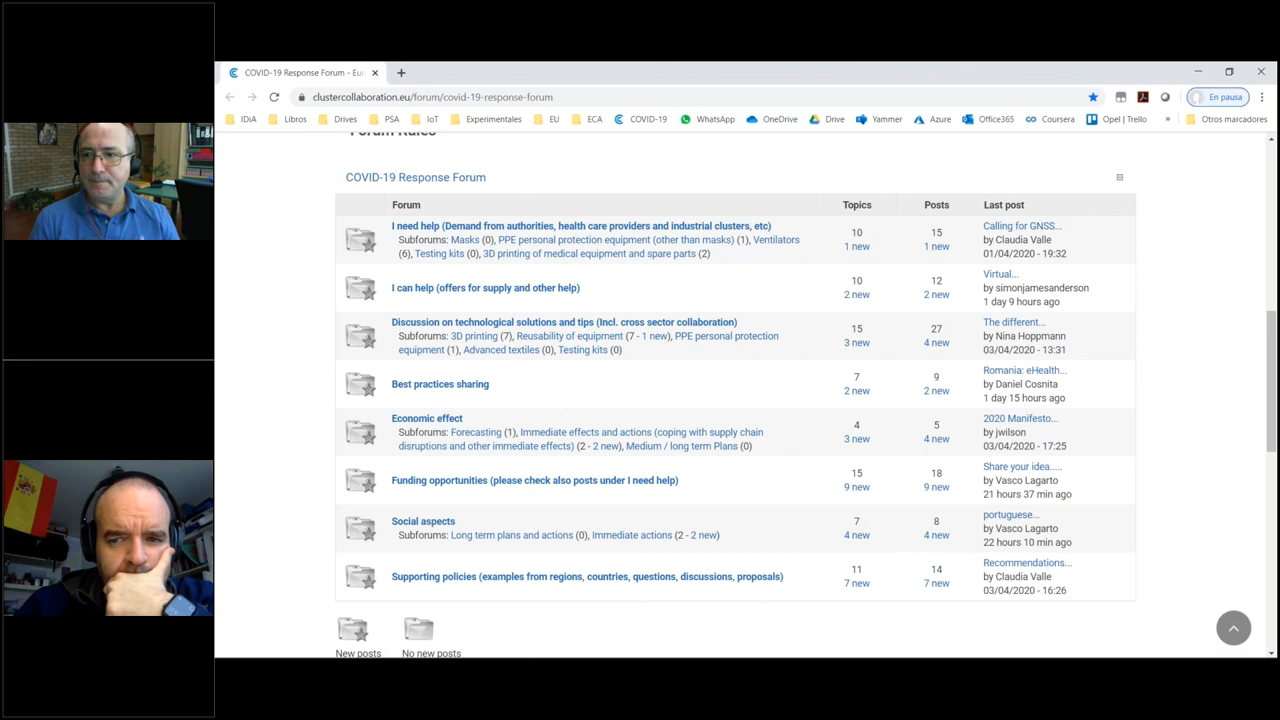 COVID-19 Response Forum - Eur
clustercollaboration.eu/forum/covid-19-response-forum
En pausa
IDiA Libros Drives PSA IoT Experimentales EU ECA COVID-19 WhatsApp OneDrive Drive Yammer Azure Office365 Coursera Opel | Trello » Otros marcadores
Forum Rules
COVID-19 Response Forum
Forum Topics Posts Last post
I need help (Demand from authorities, health care providers and industrial clusters, etc) 10 15 Calling for GNSS...
Subforums: Masks (0), PPE personal protection equipment (other than masks) (1), Ventilators 1 new 1 new by Claudia Valle
(6), Testing kits (0), 3D printing of medical equipment and spare parts (2) 01/04/2020 - 19:32
I can help (offers for supply and other help) 10 12 Virtual...
2 new 2 new by simonjamesanderson
1 day 9 hours ago
Discussion on technological solutions and tips (Incl. cross sector collaboration) 15 27 The different...
Subforums: 3D printing (7), Reusability of equipment (7 - 1 new), PPE personal protection 3 new 4 new by Nina Hoppmann
equipment (1), Advanced textiles (0), Testing kits (0) 03/04/2020 - 13:31
Best practices sharing 7 9 Romania: eHealth...
2 new 2 new by Daniel Cosnita
1 day 15 hours ago
Economic effect 4 5 2020 Manifesto...
Subforums: Forecasting (1), Immediate effects and actions (coping with supply chain 3 new 4 new by jwilson
disruptions and other immediate effects) (2 - 2 new), Medium / long term Plans (0) 03/04/2020 - 17:25
Funding opportunities (please check also posts under I need help) 15 18 Share your idea.....
9 new 9 new by Vasco Lagarto
21 hours 37 min ago
Social aspects 7 8 portuguese...
Subforums: Long term plans and actions (0), Immediate actions (2 - 2 new) 4 new 4 new by Vasco Lagarto
22 hours 10 min ago
Supporting policies (examples from regions, countries, questions, discussions, proposals) 11 14 Recommendations...
7 new 7 new by Claudia Valle
03/04/2020 - 16:26
New posts No new posts